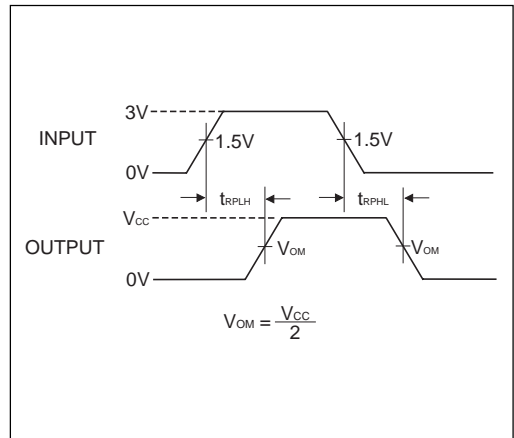 3V
INPUT
1.5V
1.5V
0V
tRPLH
tRPHL
VCC
OUTPUT
VOM
VOM
0V
VOM = VCC
2